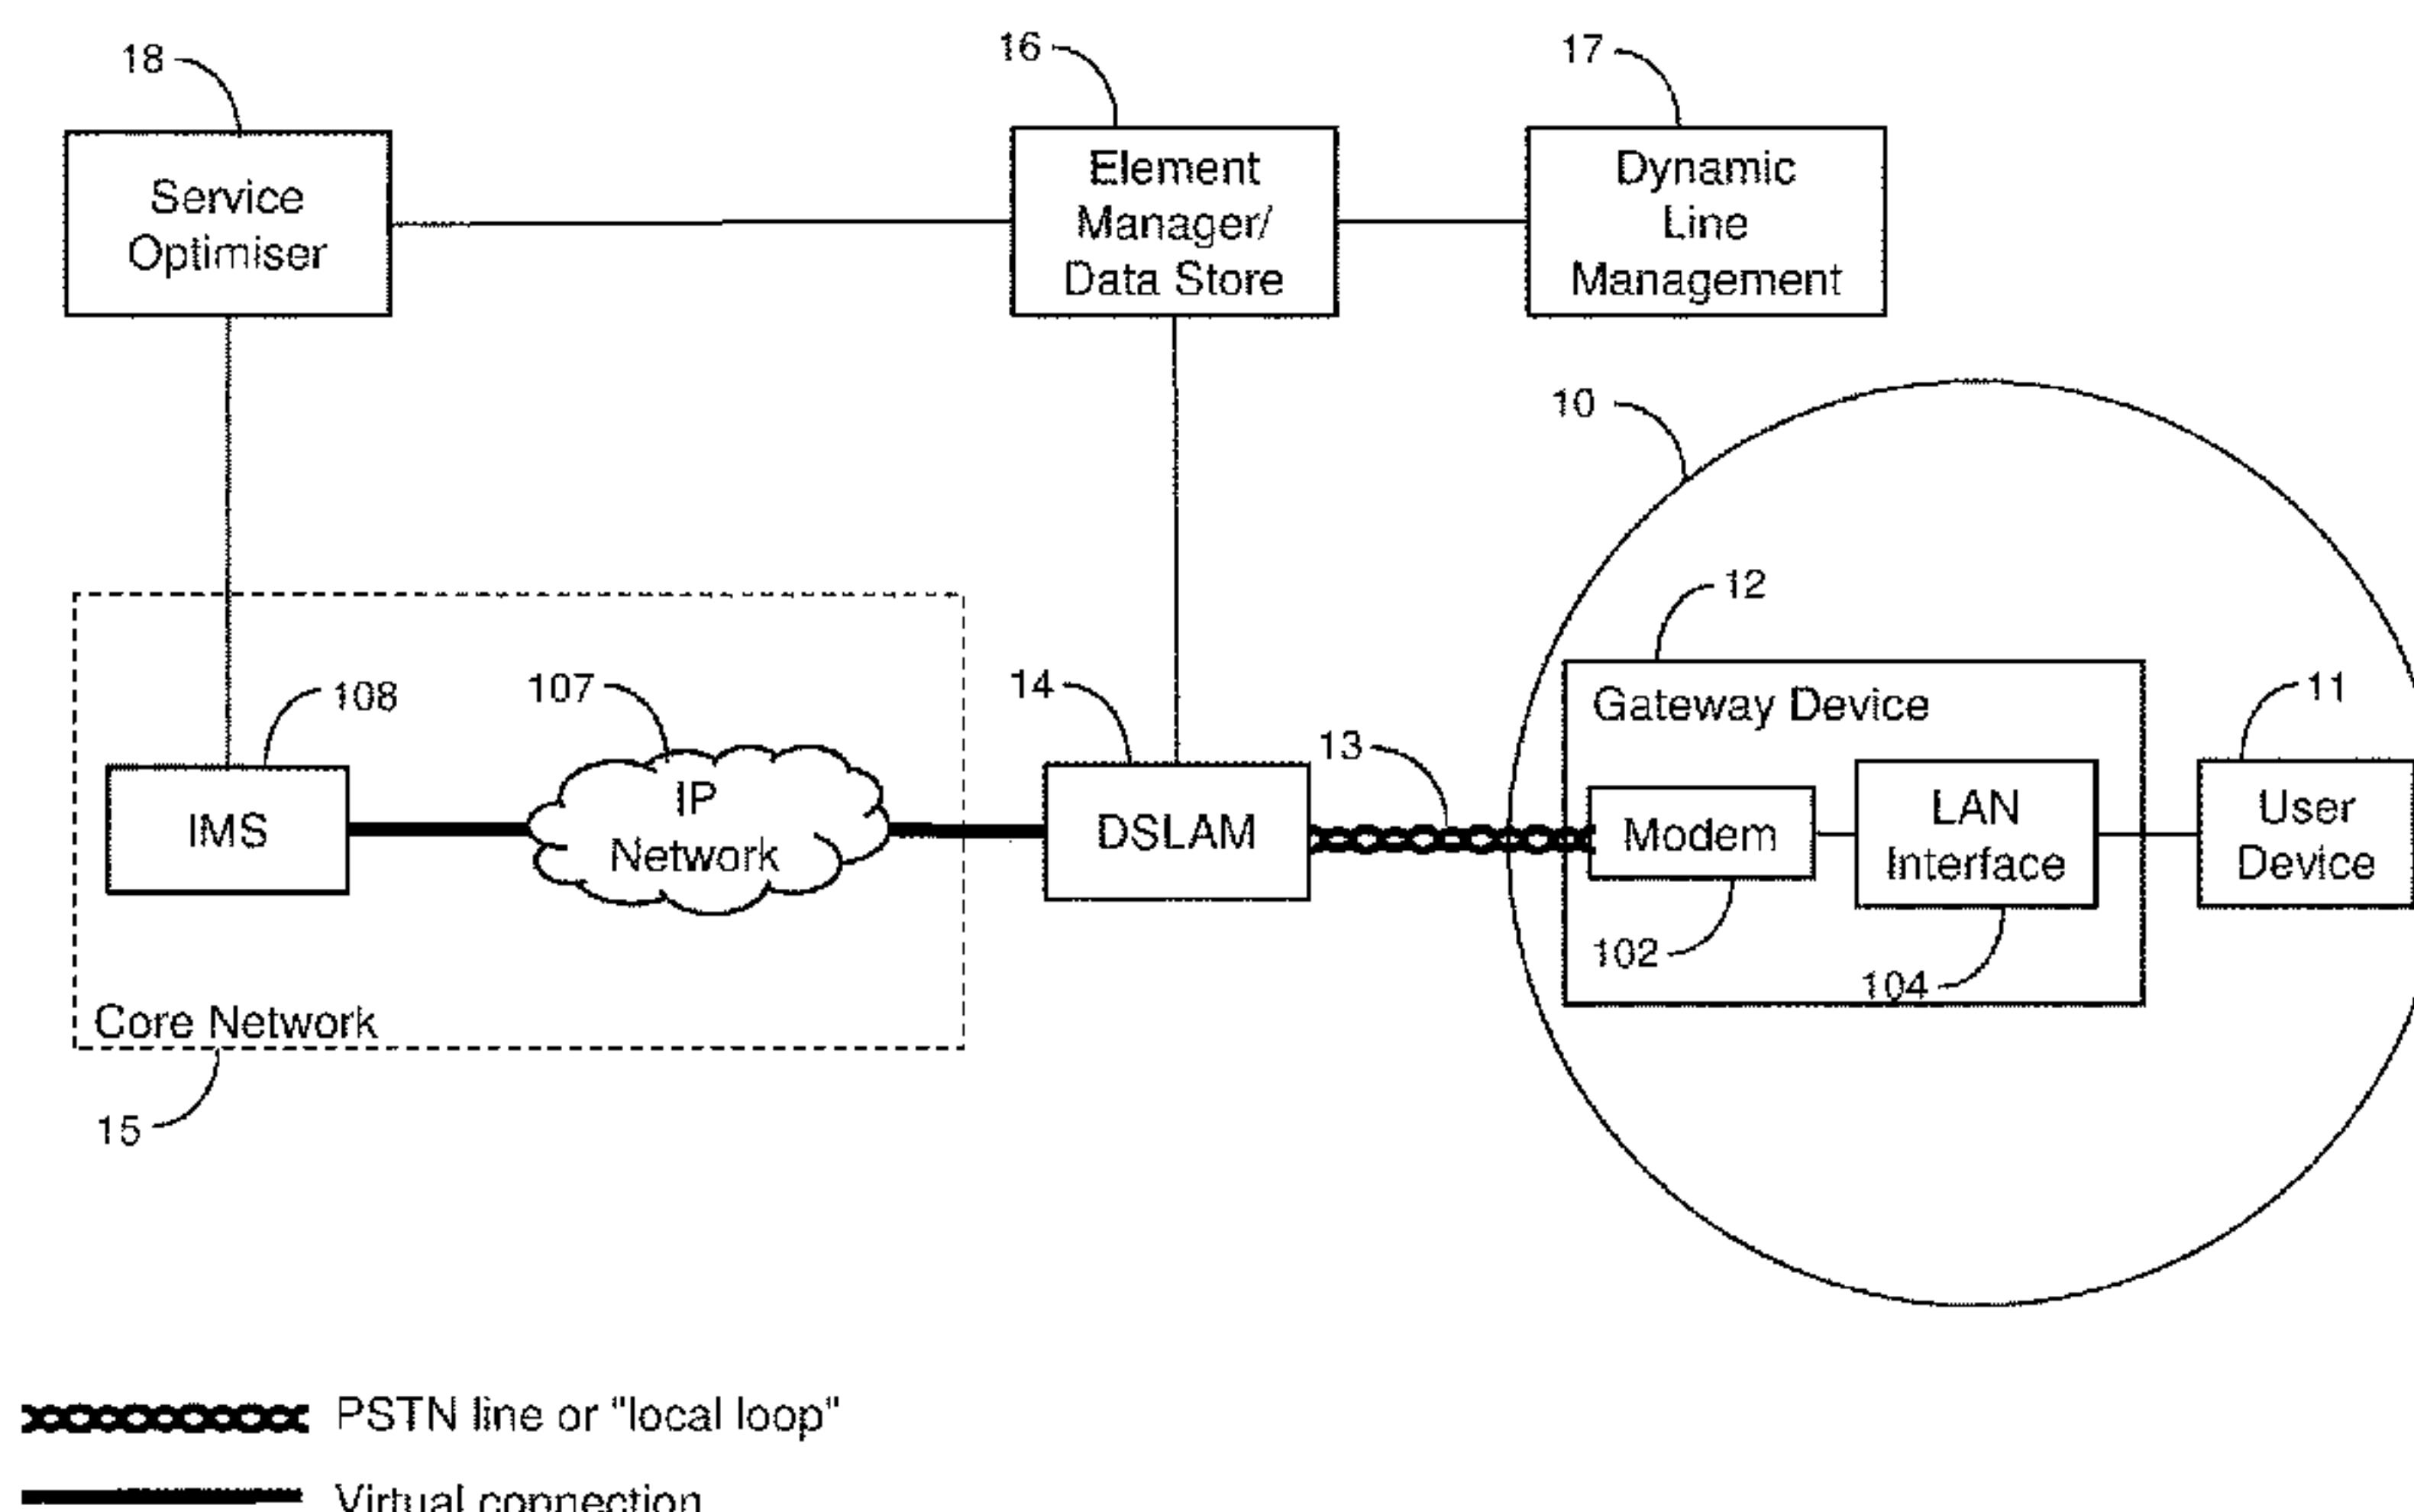 18
16
17
Service
Optimiser
Element
Manager/
Data Store
Dynamic
Line
Management
10
12
108
107
14
13
Gateway Device
11
IMS
IP
Network
DSLAM
Modem
LAN
Interface
User
Device
102
104
Core Network
15
PSTN line or "local loop"
Virtual connection